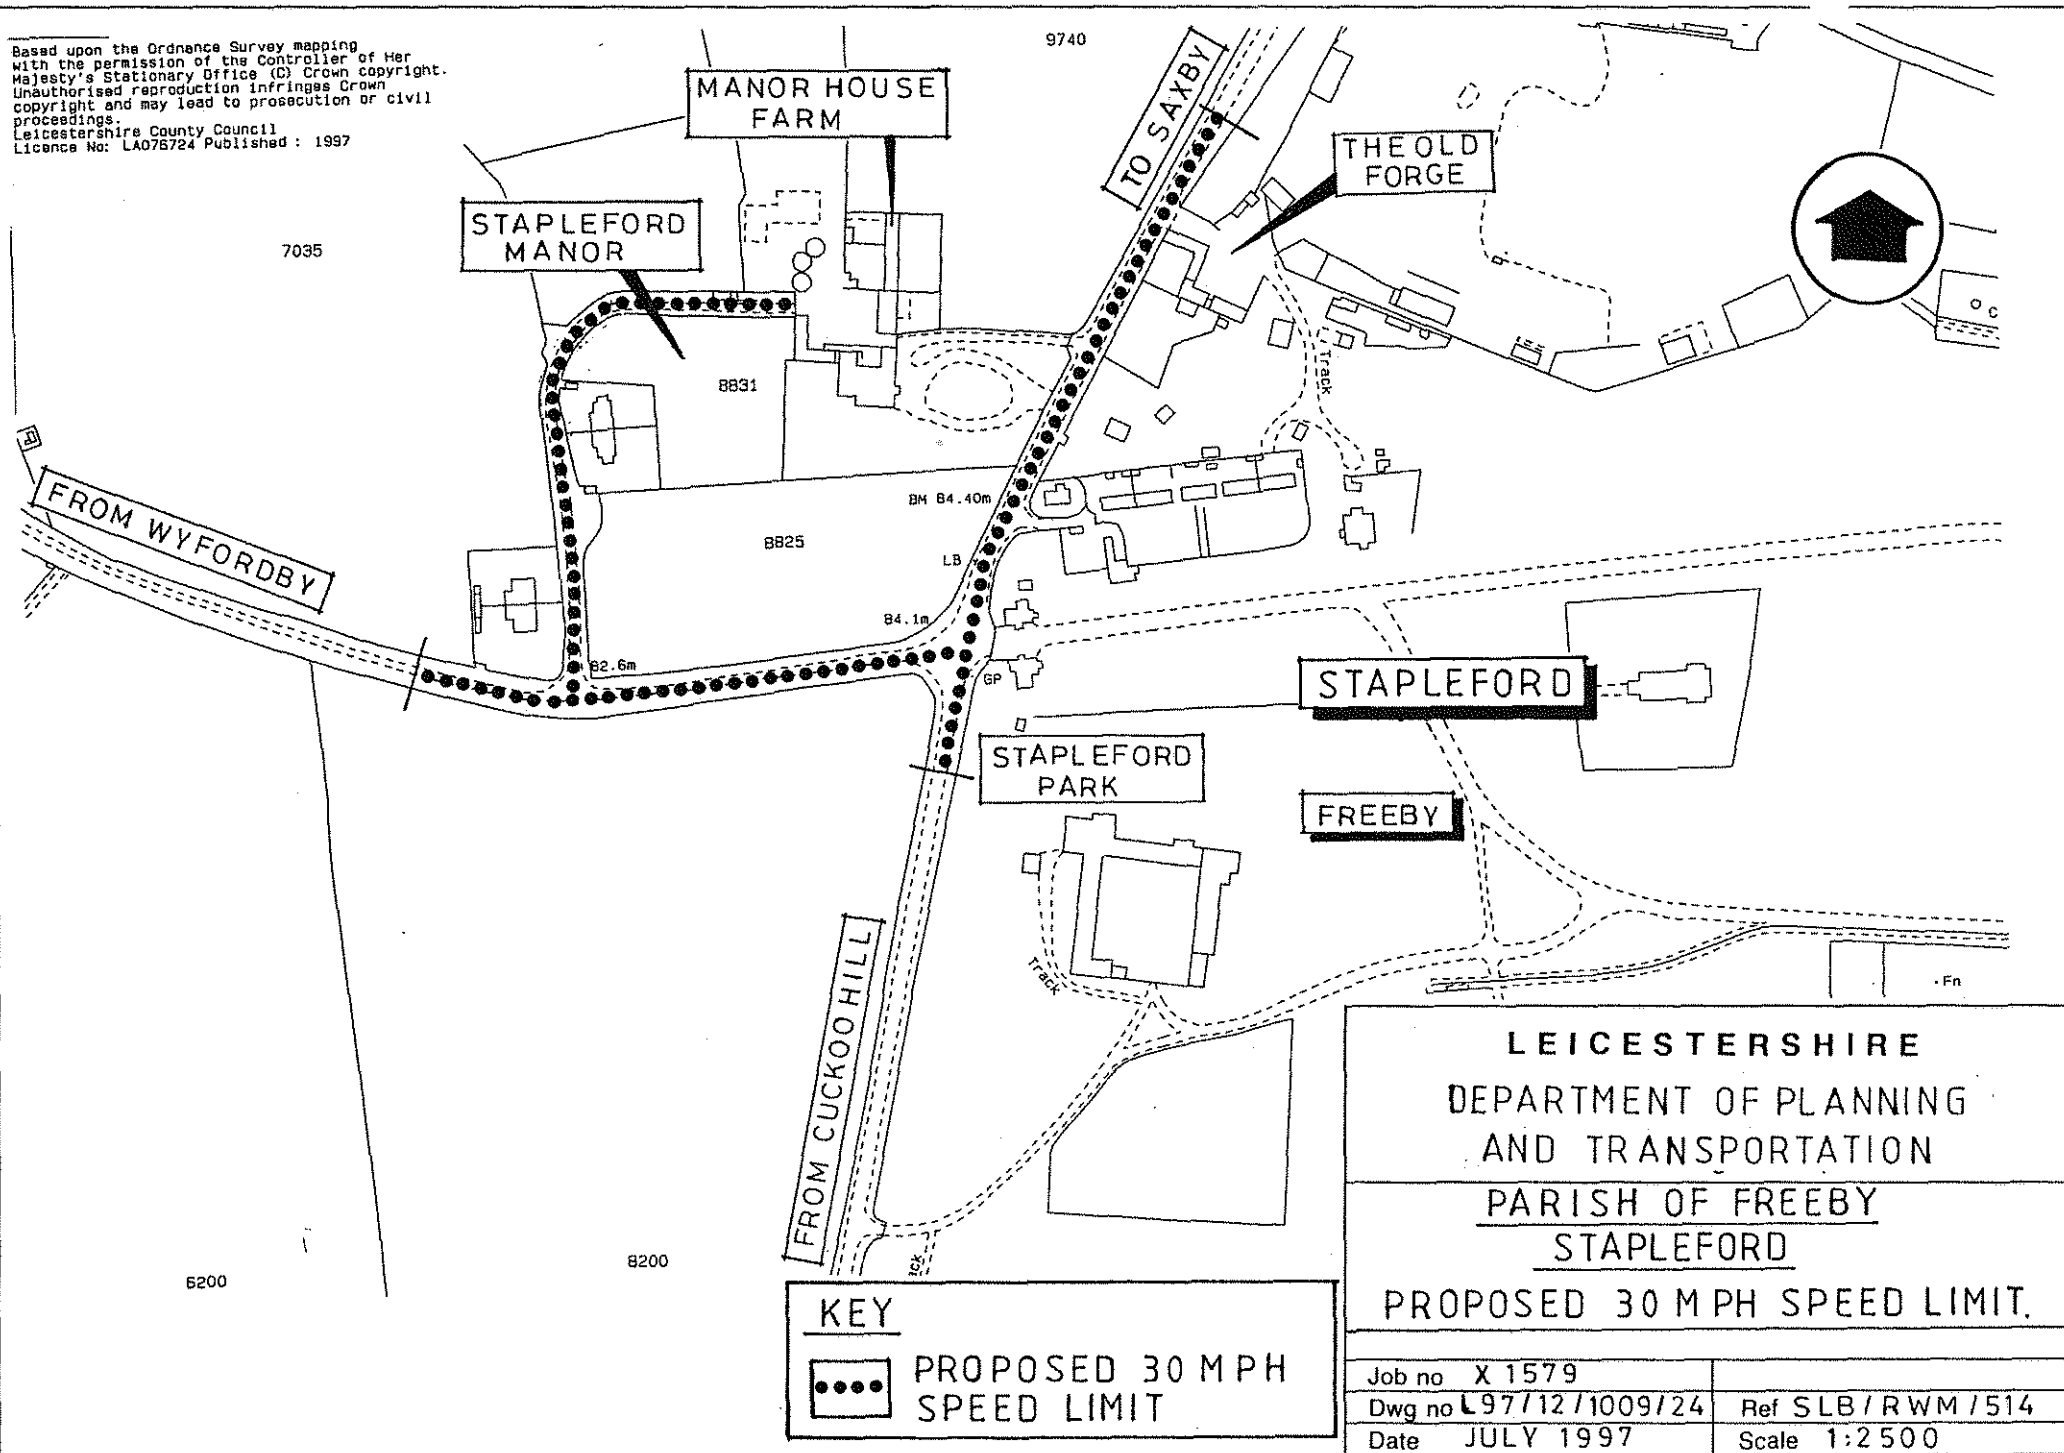 Based upon the Ordnance Survey mapping
with the permission of the Controller of Her
Majesty's Stationary Office (C) Crown copyright.
Unauthorised reproduction infringes Crown
copyright and may lead to prosecution or civil
proceedings.
Leicestershire County Council
Licence No: LA076724 Published : 1997
9740
MANOR HOUSE
FARM
TO SAXBY
THE OLD
FORGE
STAPLEFORD
MANOR
7035
C
Track
8831
BM 84.40m
FROM WYFORDBY
8825
LB
84.1m
82.6m
GP
STAPLEFORD
STAPLEFORD
PARK
FREEBY
Track
Fn
FROM CUCKOO HILL
6200
8200
ick
LEICESTERSHIRE
DEPARTMENT OF PLANNING
AND TRANSPORTATION
PARISH OF FREEBY
STAPLEFORD
PROPOSED 30 MPH SPEED LIMIT.
KEY
PROPOSED 30 MPH
SPEED LIMIT
Job no X 1579
Dwg no L97/12/1009/24 Ref SLB/RWM/514
Date JULY 1997 Scale 1:2500